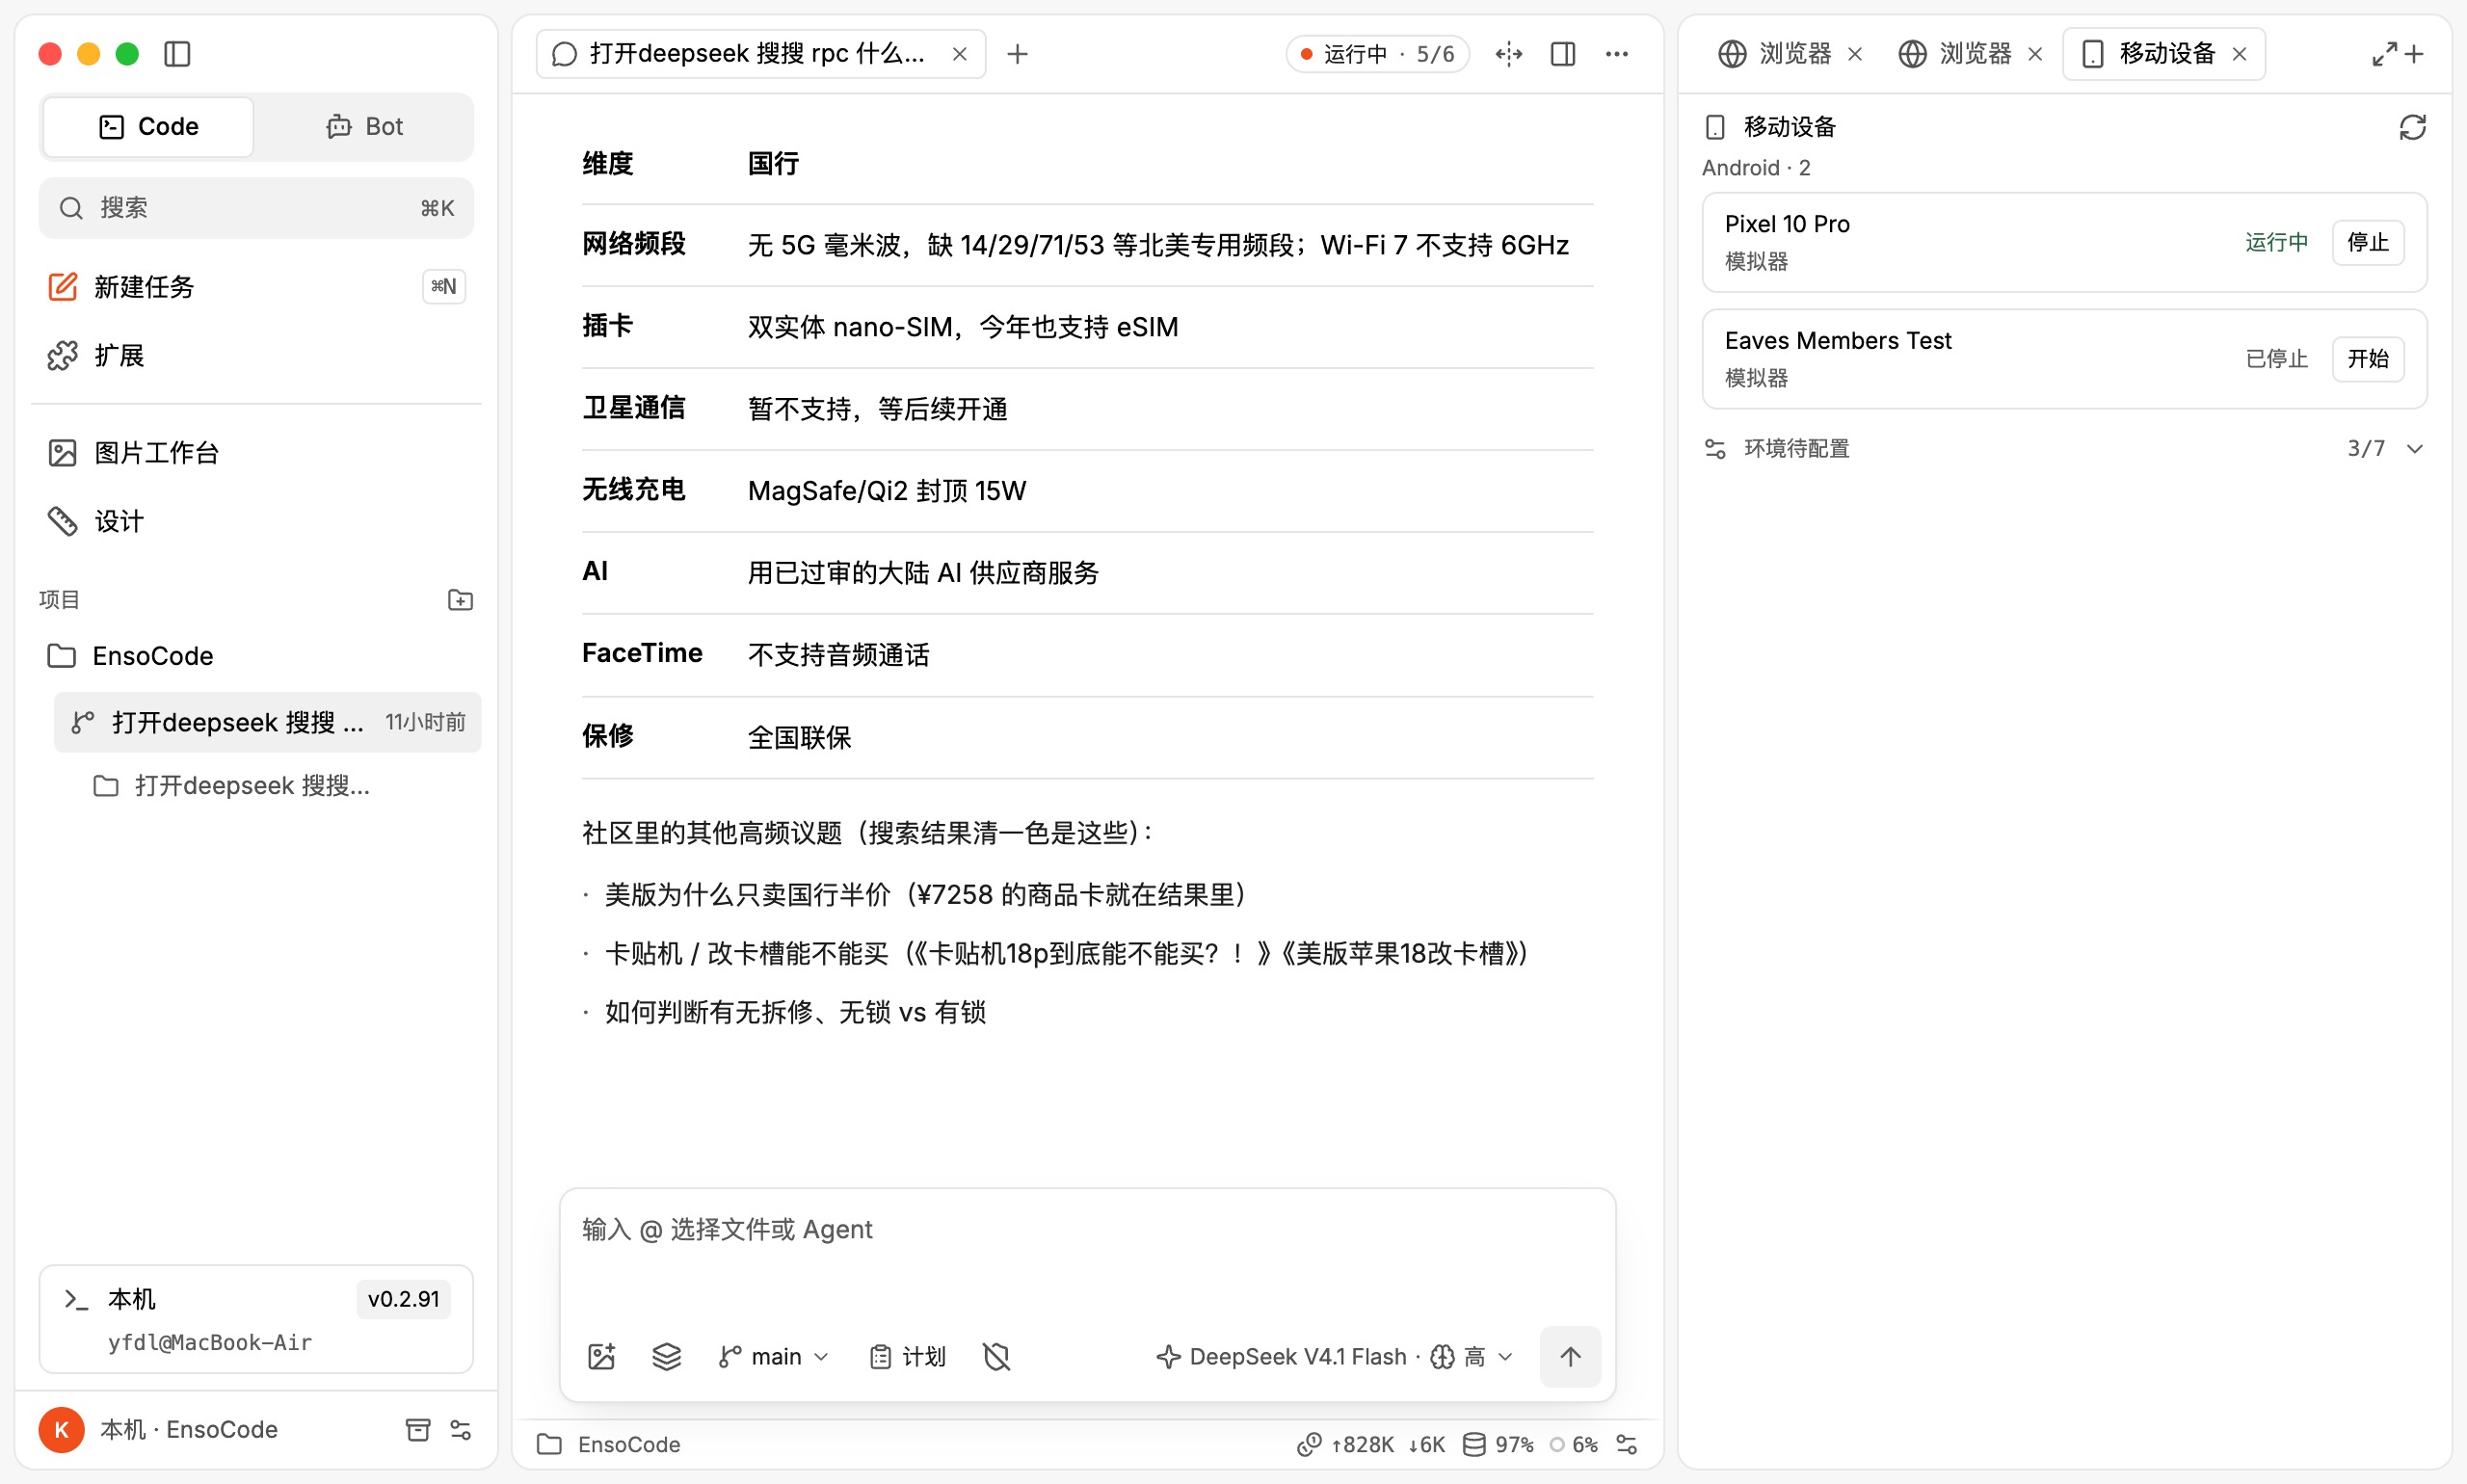 Code
Bot
搜索 ⌘K
新建任务 ⌘N
扩展
图片工作台
设计
项目
EnsoCode
打开deepseek 搜搜 ... 11小时前
打开deepseek 搜搜...
本机 v0.2.91
yfdl@MacBook-Air
K 本机 · EnsoCode
打开deepseek 搜搜 rpc 什么...
运行中 · 5/6
维度 国行
网络频段 无 5G 毫米波，缺 14/29/71/53 等北美专用频段；Wi-Fi 7 不支持 6GHz
插卡 双实体 nano-SIM，今年也支持 eSIM
卫星通信 暂不支持，等后续开通
无线充电 MagSafe/Qi2 封顶 15W
AI 用已过审的大陆 AI 供应商服务
FaceTime 不支持音频通话
保修 全国联保
社区里的其他高频议题（搜索结果清一色是这些）：
· 美版为什么只卖国行半价（¥7258 的商品卡就在结果里）
· 卡贴机 / 改卡槽能不能买（《卡贴机18p到底能不能买？！》《美版苹果18改卡槽》）
· 如何判断有无拆修、无锁 vs 有锁
输入 @ 选择文件或 Agent
main 计划 DeepSeek V4.1 Flash · 高
EnsoCode ↑828K ↓6K 97% 6%
浏览器 浏览器 移动设备
移动设备
Android · 2
Pixel 10 Pro
模拟器
运行中 停止
Eaves Members Test
模拟器
已停止 开始
环境待配置 3/7